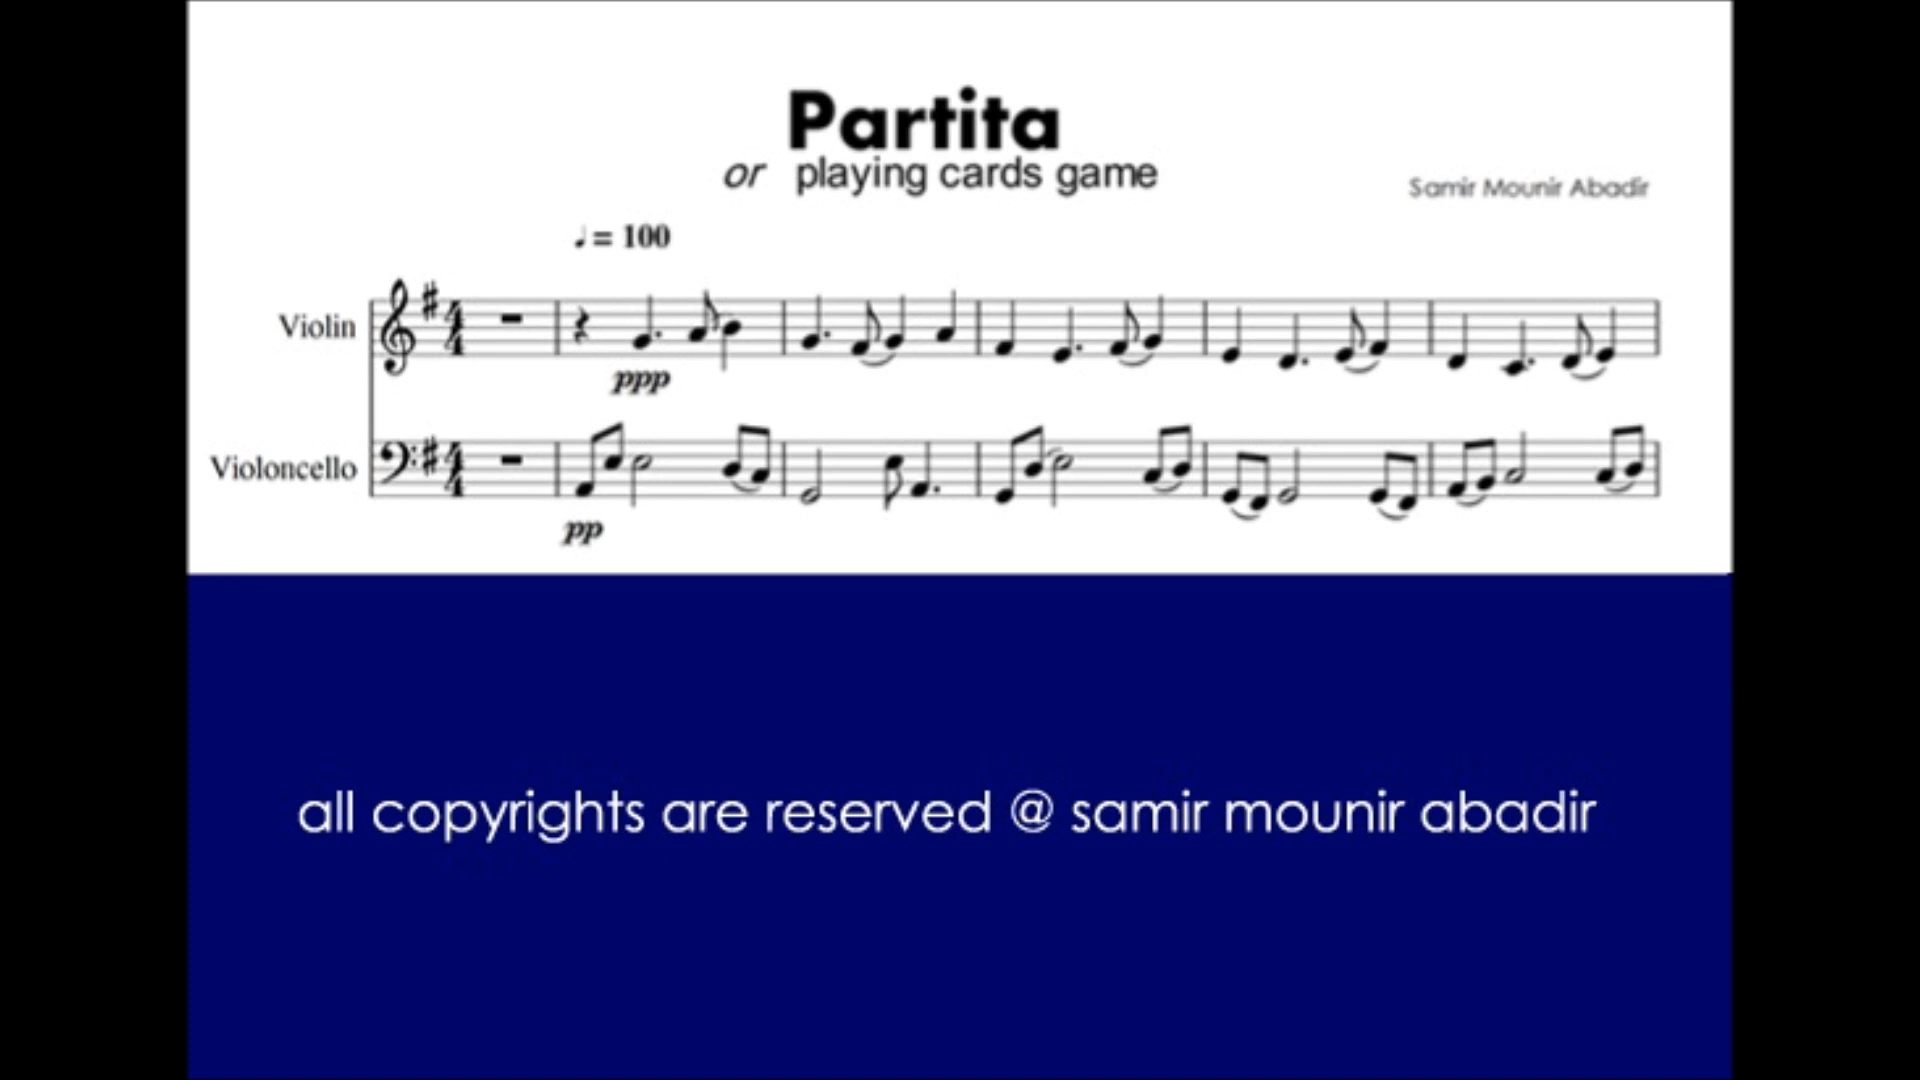 Partita
or playing cards game
Samir Mounir Abadir
♩= 100
Violin
ppp
Violoncello
pp
all copyrights are reserved @ samir mounir abadir